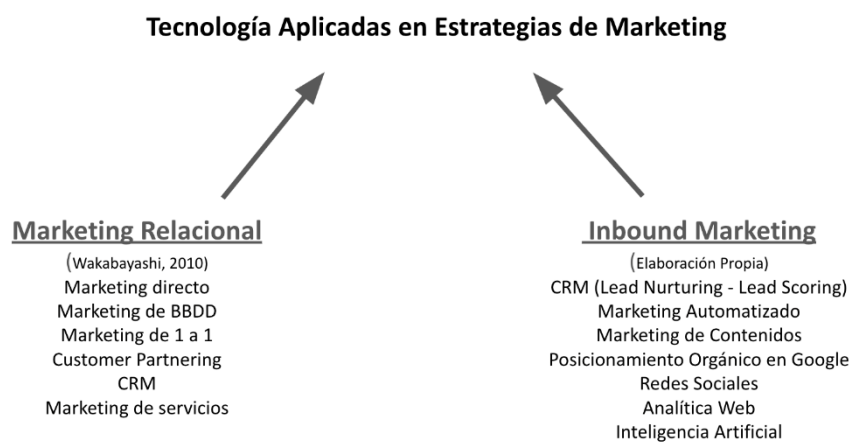 Tecnología Aplicadas en Estrategias de Marketing
Marketing Relacional
(Wakabayashi, 2010)
Marketing directo
Marketing de BBDD
Marketing de 1 a 1
Customer Partnering
CRM
Marketing de servicios
Inbound Marketing
(Elaboración Propia)
CRM (Lead Nurturing - Lead Scoring)
Marketing Automatizado
Marketing de Contenidos
Posicionamiento Orgánico en Google
Redes Sociales
Analítica Web
Inteligencia Artificial